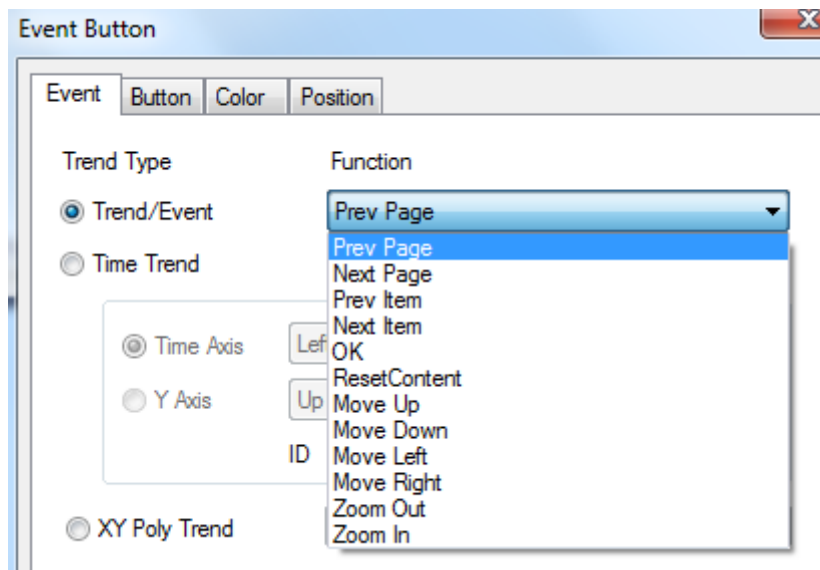 Event Button
Event Button Color Position
Trend Type Function
Trend/Event Prev Page
Prev Page
Time Trend
Next Page
Prev Item
Next Item
Time Axis Lef
OK
ResetContent
Y Axis Up
Move Up
Move Down
ID
Move Left
Move Right
Zoom Out
XY Poly Trend
Zoom In